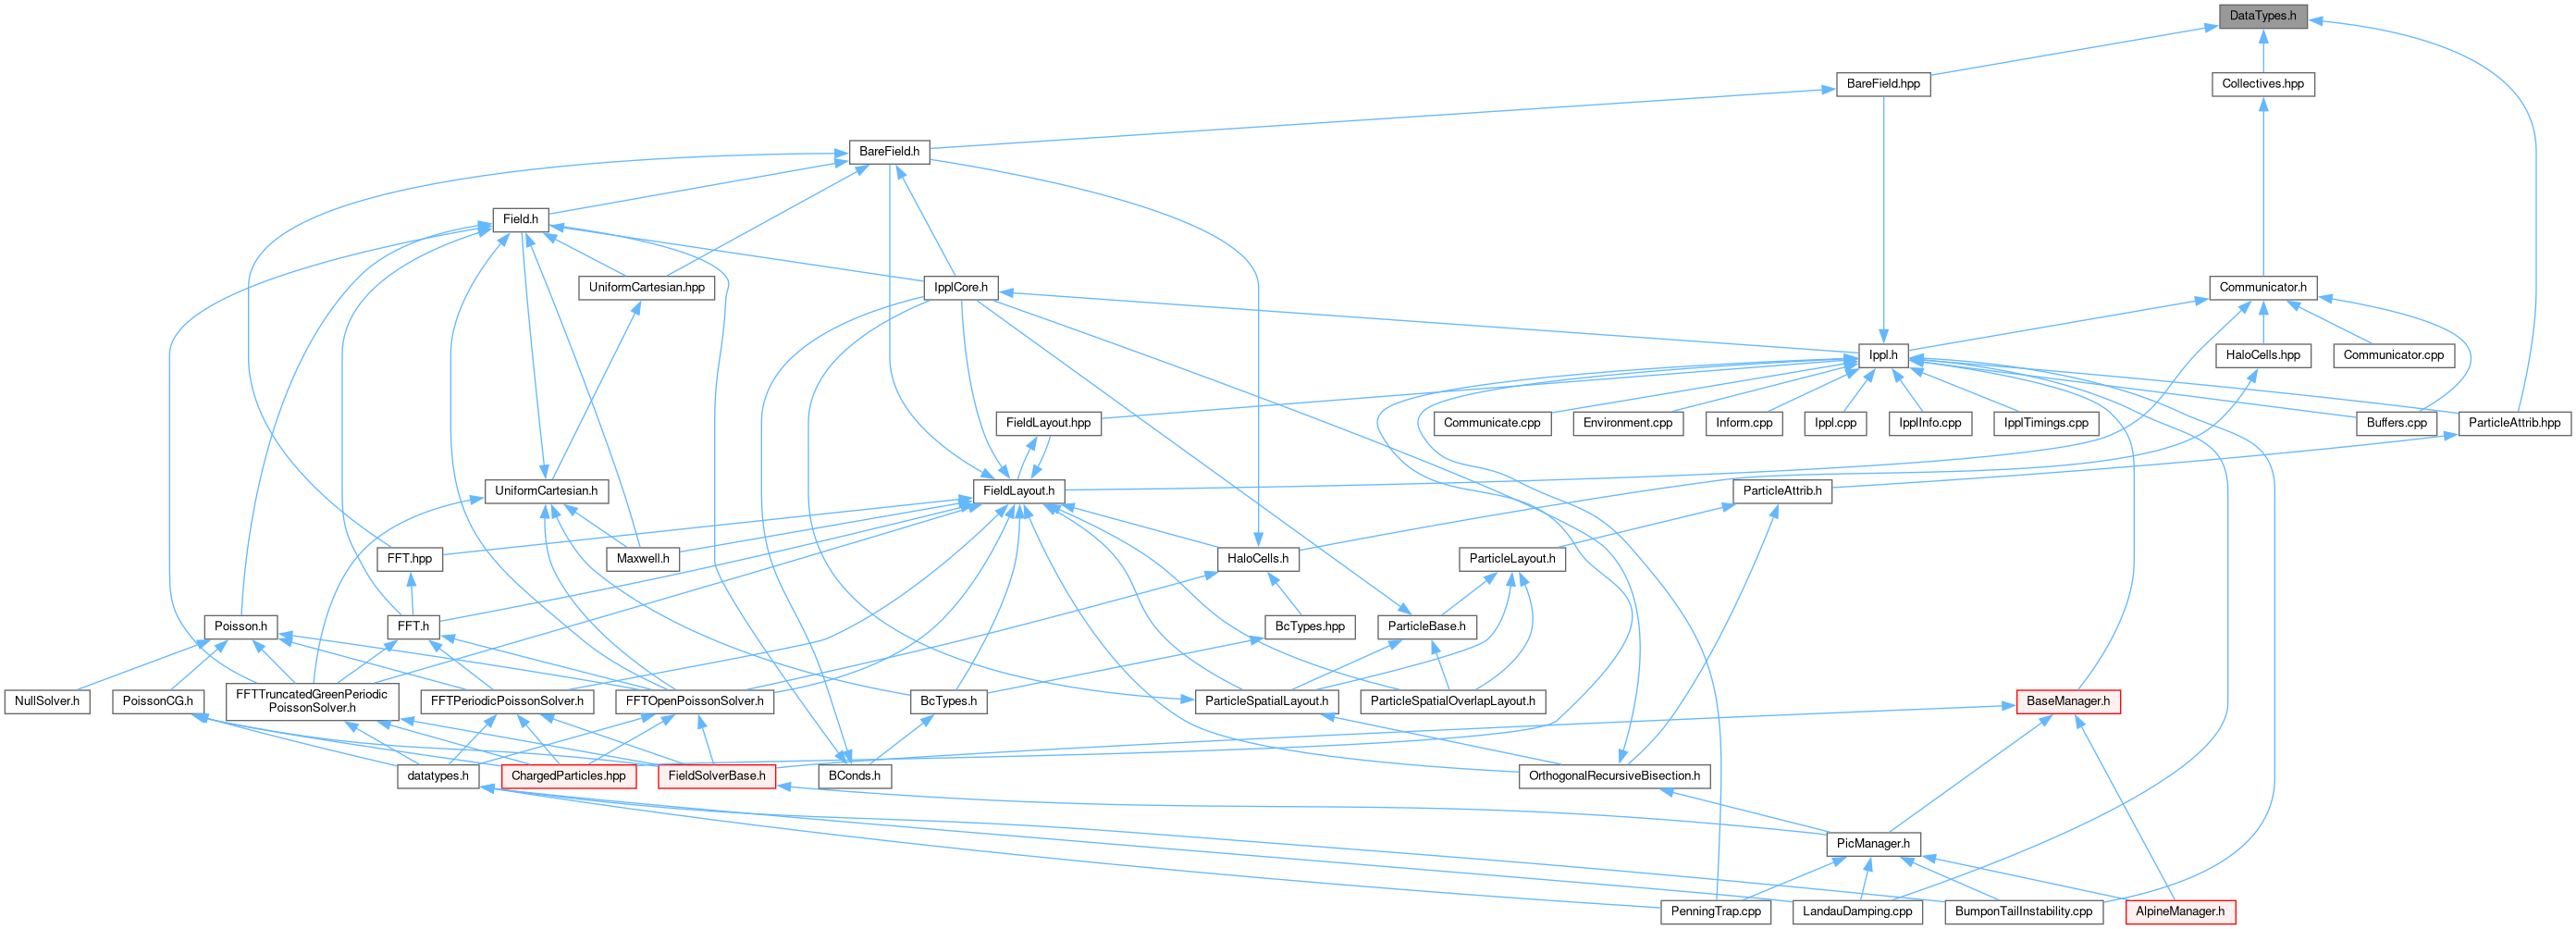 DataTypes.h
BareField.hpp
Collectives.hpp
BareField.h
Field.h
UniformCartesian.hpp
IpplCore.h
Communicator.h
Ippl.h
HaloCells.hpp
Communicator.cpp
FieldLayout.hpp
Communicate.cpp
Environment.cpp
Inform.cpp
Ippl.cpp
IpplInfo.cpp
IpplTimings.cpp
Buffers.cpp
ParticleAttrib.hpp
UniformCartesian.h
FieldLayout.h
ParticleAttrib.h
FFT.hpp
Maxwell.h
HaloCells.h
ParticleLayout.h
Poisson.h
FFT.h
BcTypes.hpp
ParticleBase.h
NullSolver.h
PoissonCG.h
FFTTruncatedGreenPeriodic
PoissonSolver.h
FFTPeriodicPoissonSolver.h
FFTOpenPoissonSolver.h
BcTypes.h
ParticleSpatialLayout.h
ParticleSpatialOverlapLayout.h
BaseManager.h
datatypes.h
ChargedParticles.hpp
FieldSolverBase.h
BConds.h
OrthogonalRecursiveBisection.h
PicManager.h
PenningTrap.cpp
LandauDamping.cpp
BumponTailInstability.cpp
AlpineManager.h